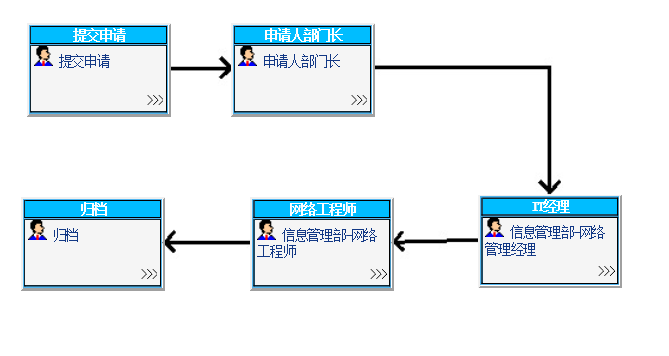 提交申请
提交申请
>>>
申请人部门长
申请人部门长
>>>
IT经理
信息管理部-网络
管理经理
>>>
网络工程师
信息管理部-网络
工程师
>>>
归档
归档
>>>